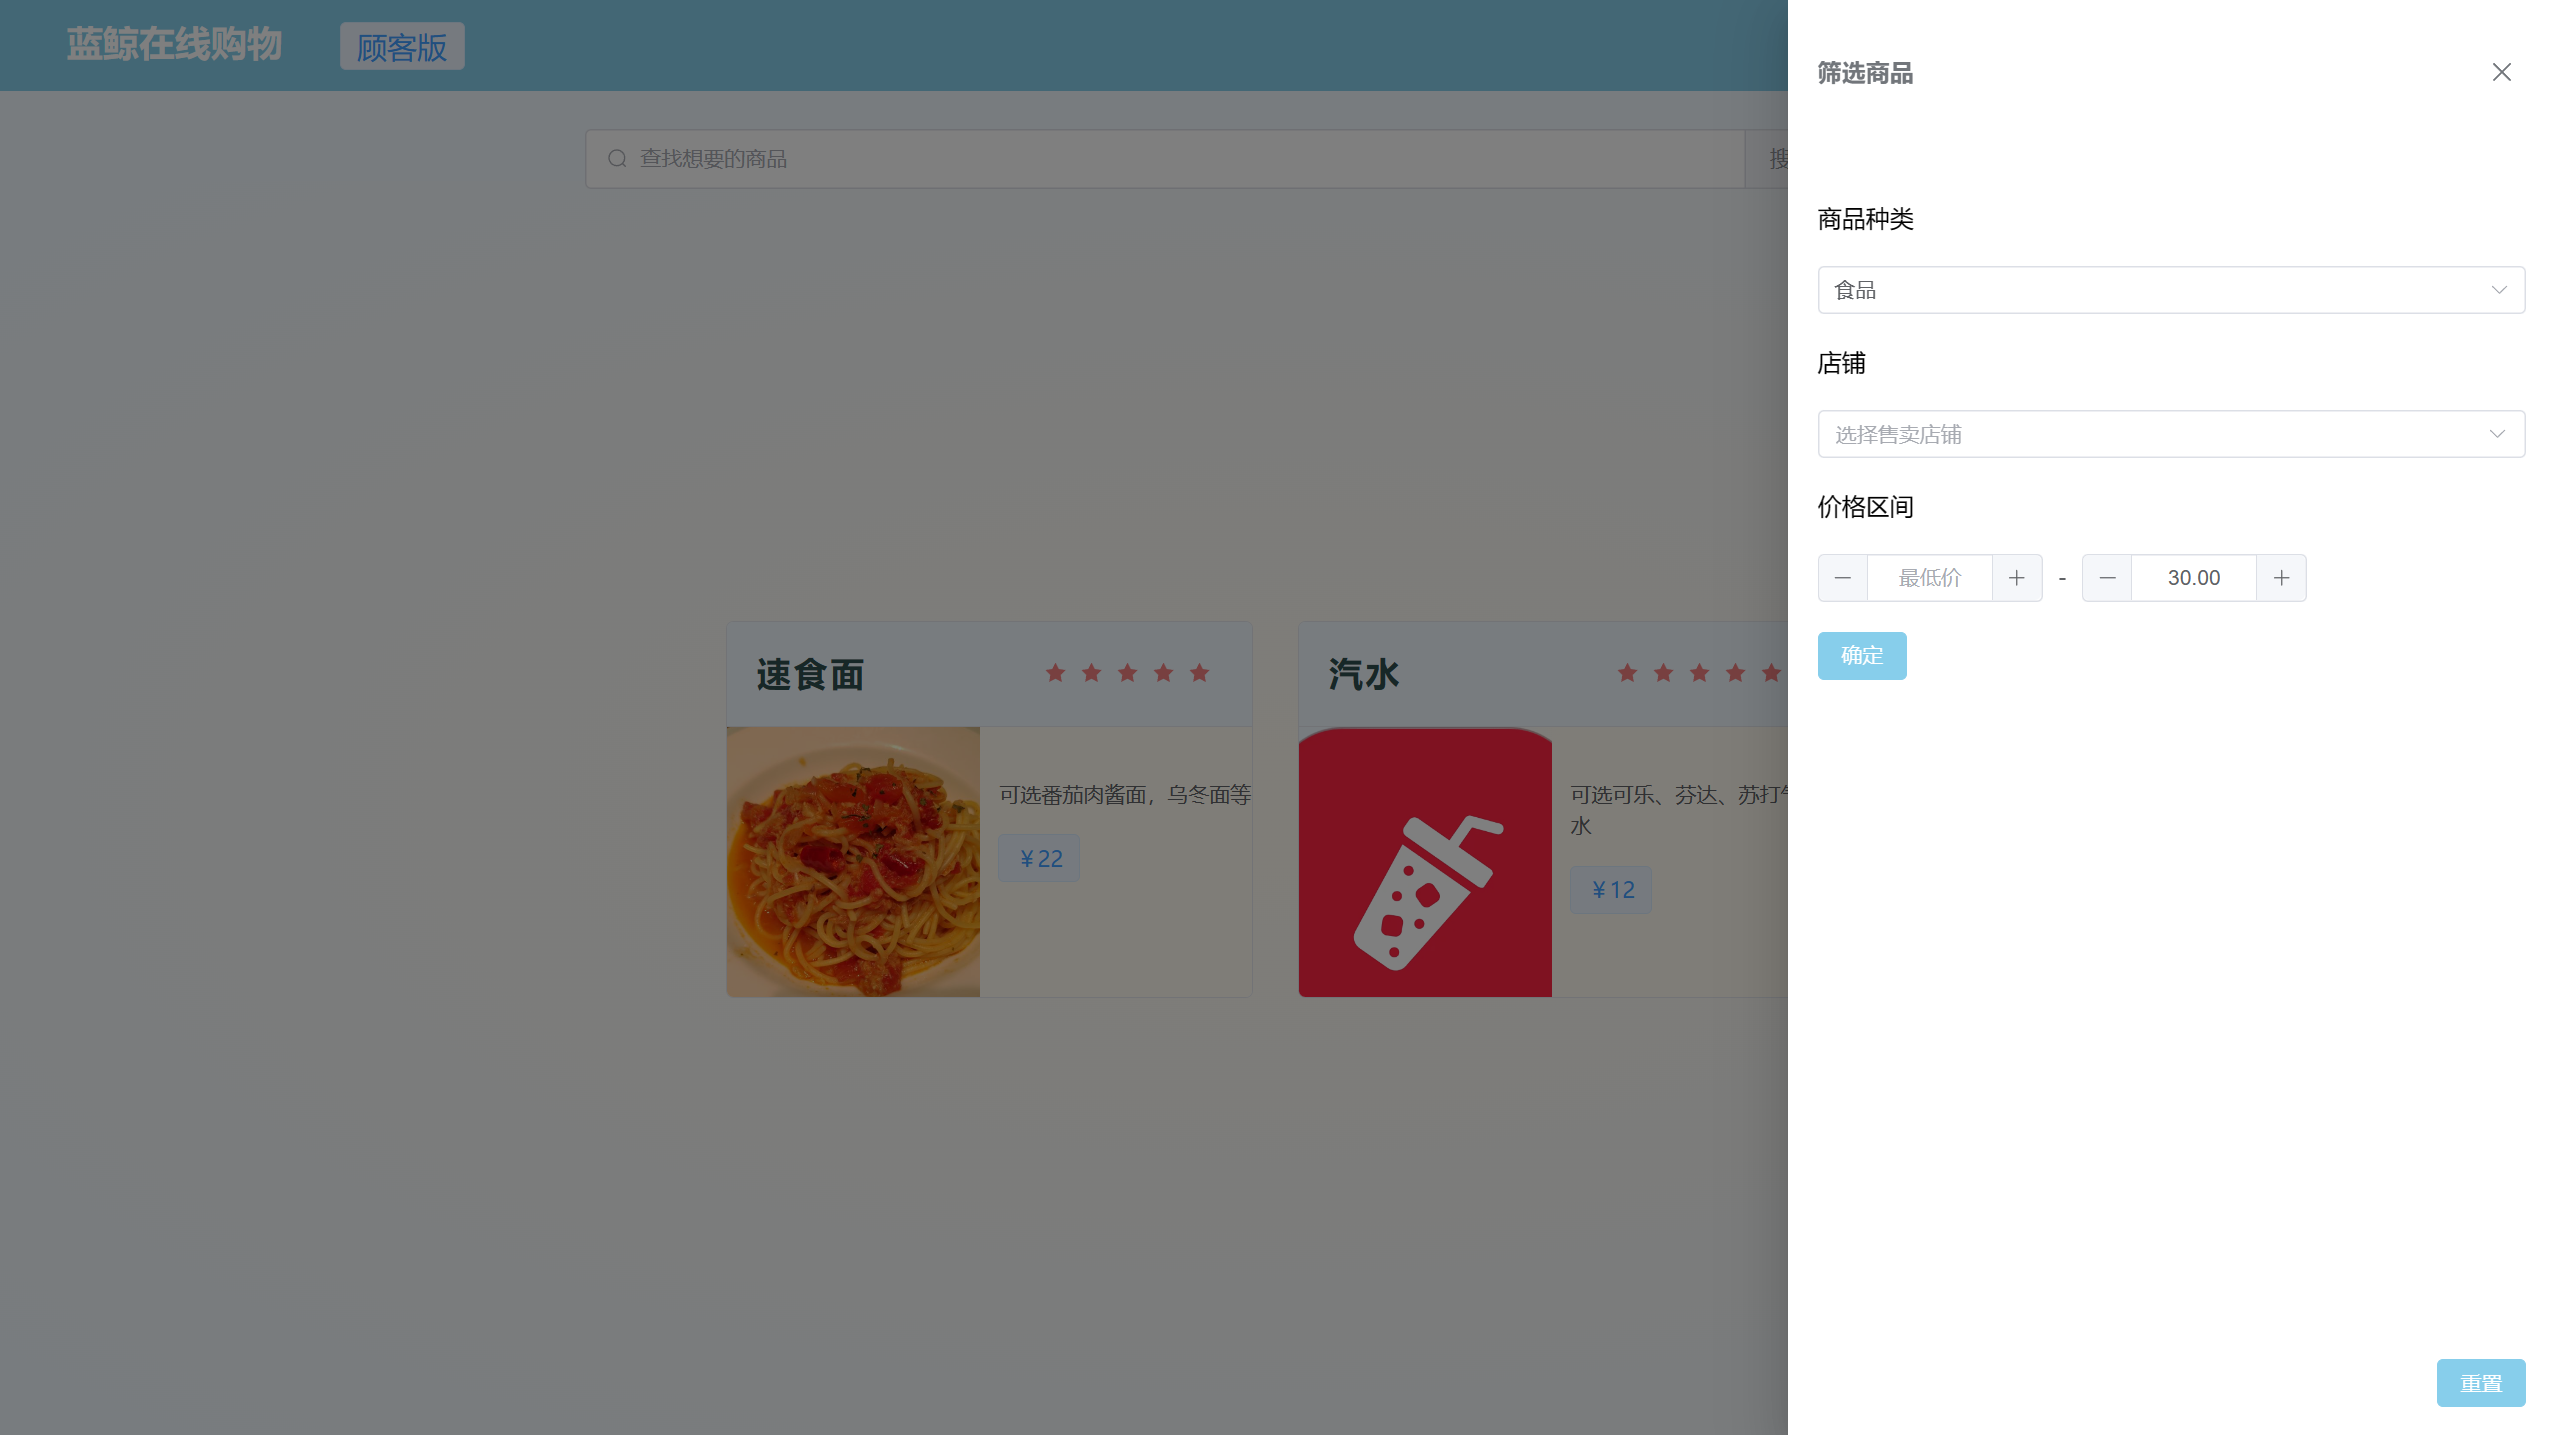 蓝鲸在线购物
顾客版
查找想要的商品
速食面
可选番茄肉酱面，乌冬面等
￥22
汽水
可选可乐、芬达、苏打
水
￥12
筛选商品
商品种类
食品
店铺
选择售卖店铺
价格区间
最低价 - 30.00
确定
重置